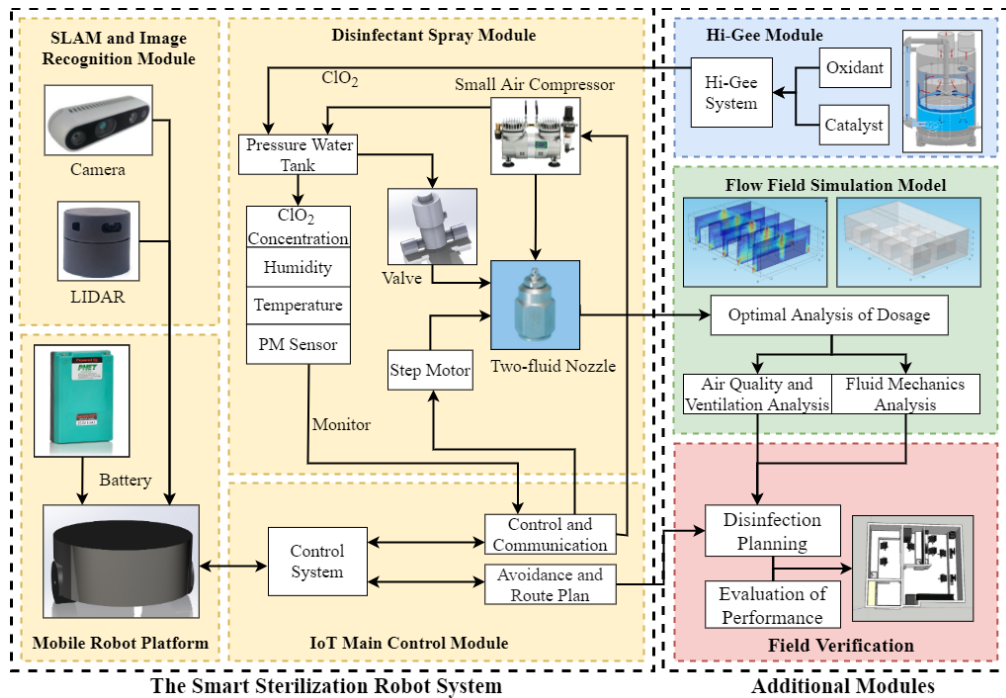 SLAM and Image
Recognition Module
Camera
LIDAR
Disinfectant Spray Module
ClO2
Small Air Compressor
Pressure Water
Tank
ClO2
Concentration
Humidity
Temperature
PM Sensor
Valve
Step Motor
Two-fluid Nozzle
Monitor
PHET
Battery
Mobile Robot Platform
Control
System
Control and
Communication
Avoidance and
Route Plan
IoT Main Control Module
The Smart Sterilization Robot System
Hi-Gee Module
Hi-Gee
System
Oxidant
Catalyst
Flow Field Simulation Model
Optimal Analysis of Dosage
Air Quality and
Ventilation Analysis
Fluid Mechanics
Analysis
Disinfection
Planning
Evaluation of
Performance
Field Verification
Additional Modules